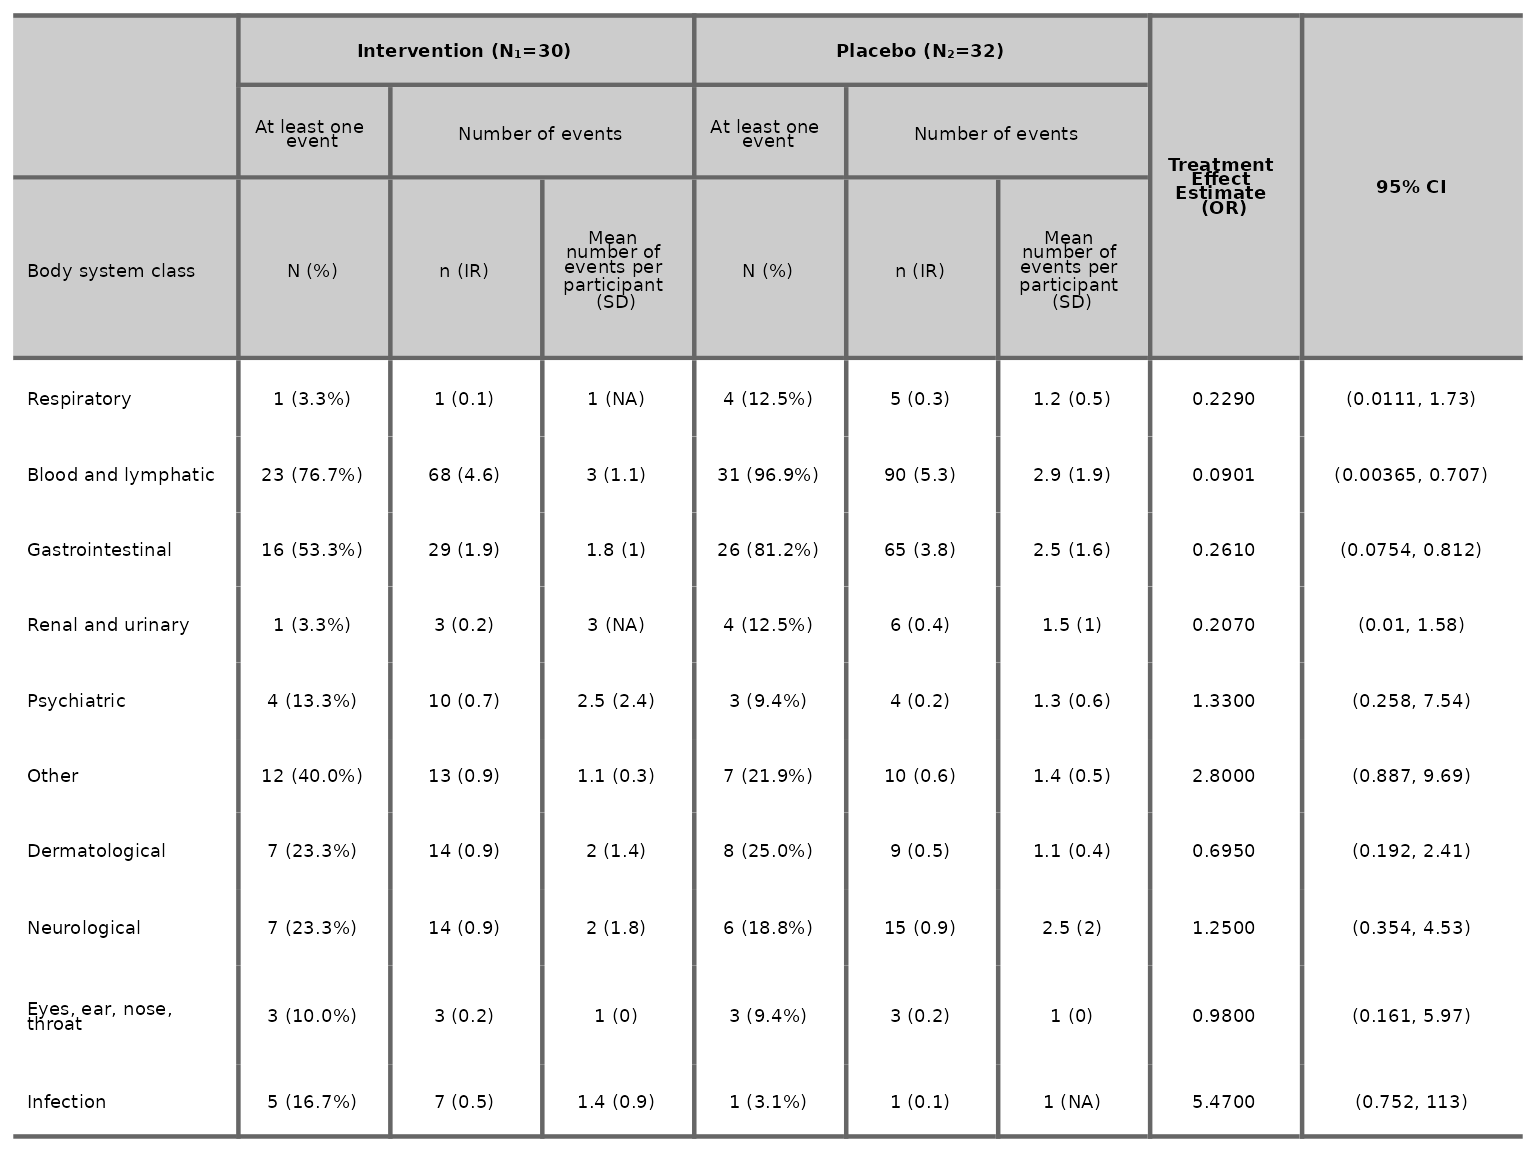 Intervention (N₁=30) Placebo (N₂=32)
At least one event Number of events At least one event Number of events Treatment Effect Estimate (OR) 95% CI
Body system class N (%) n (IR) Mean number of events per participant (SD) N (%) n (IR) Mean number of events per participant (SD)
Respiratory 1 (3.3%) 1 (0.1) 1 (NA) 4 (12.5%) 5 (0.3) 1.2 (0.5) 0.2290 (0.0111, 1.73)
Blood and lymphatic 23 (76.7%) 68 (4.6) 3 (1.1) 31 (96.9%) 90 (5.3) 2.9 (1.9) 0.0901 (0.00365, 0.707)
Gastrointestinal 16 (53.3%) 29 (1.9) 1.8 (1) 26 (81.2%) 65 (3.8) 2.5 (1.6) 0.2610 (0.0754, 0.812)
Renal and urinary 1 (3.3%) 3 (0.2) 3 (NA) 4 (12.5%) 6 (0.4) 1.5 (1) 0.2070 (0.01, 1.58)
Psychiatric 4 (13.3%) 10 (0.7) 2.5 (2.4) 3 (9.4%) 4 (0.2) 1.3 (0.6) 1.3300 (0.258, 7.54)
Other 12 (40.0%) 13 (0.9) 1.1 (0.3) 7 (21.9%) 10 (0.6) 1.4 (0.5) 2.8000 (0.887, 9.69)
Dermatological 7 (23.3%) 14 (0.9) 2 (1.4) 8 (25.0%) 9 (0.5) 1.1 (0.4) 0.6950 (0.192, 2.41)
Neurological 7 (23.3%) 14 (0.9) 2 (1.8) 6 (18.8%) 15 (0.9) 2.5 (2) 1.2500 (0.354, 4.53)
Eyes, ear, nose, throat 3 (10.0%) 3 (0.2) 1 (0) 3 (9.4%) 3 (0.2) 1 (0) 0.9800 (0.161, 5.97)
Infection 5 (16.7%) 7 (0.5) 1.4 (0.9) 1 (3.1%) 1 (0.1) 1 (NA) 5.4700 (0.752, 113)